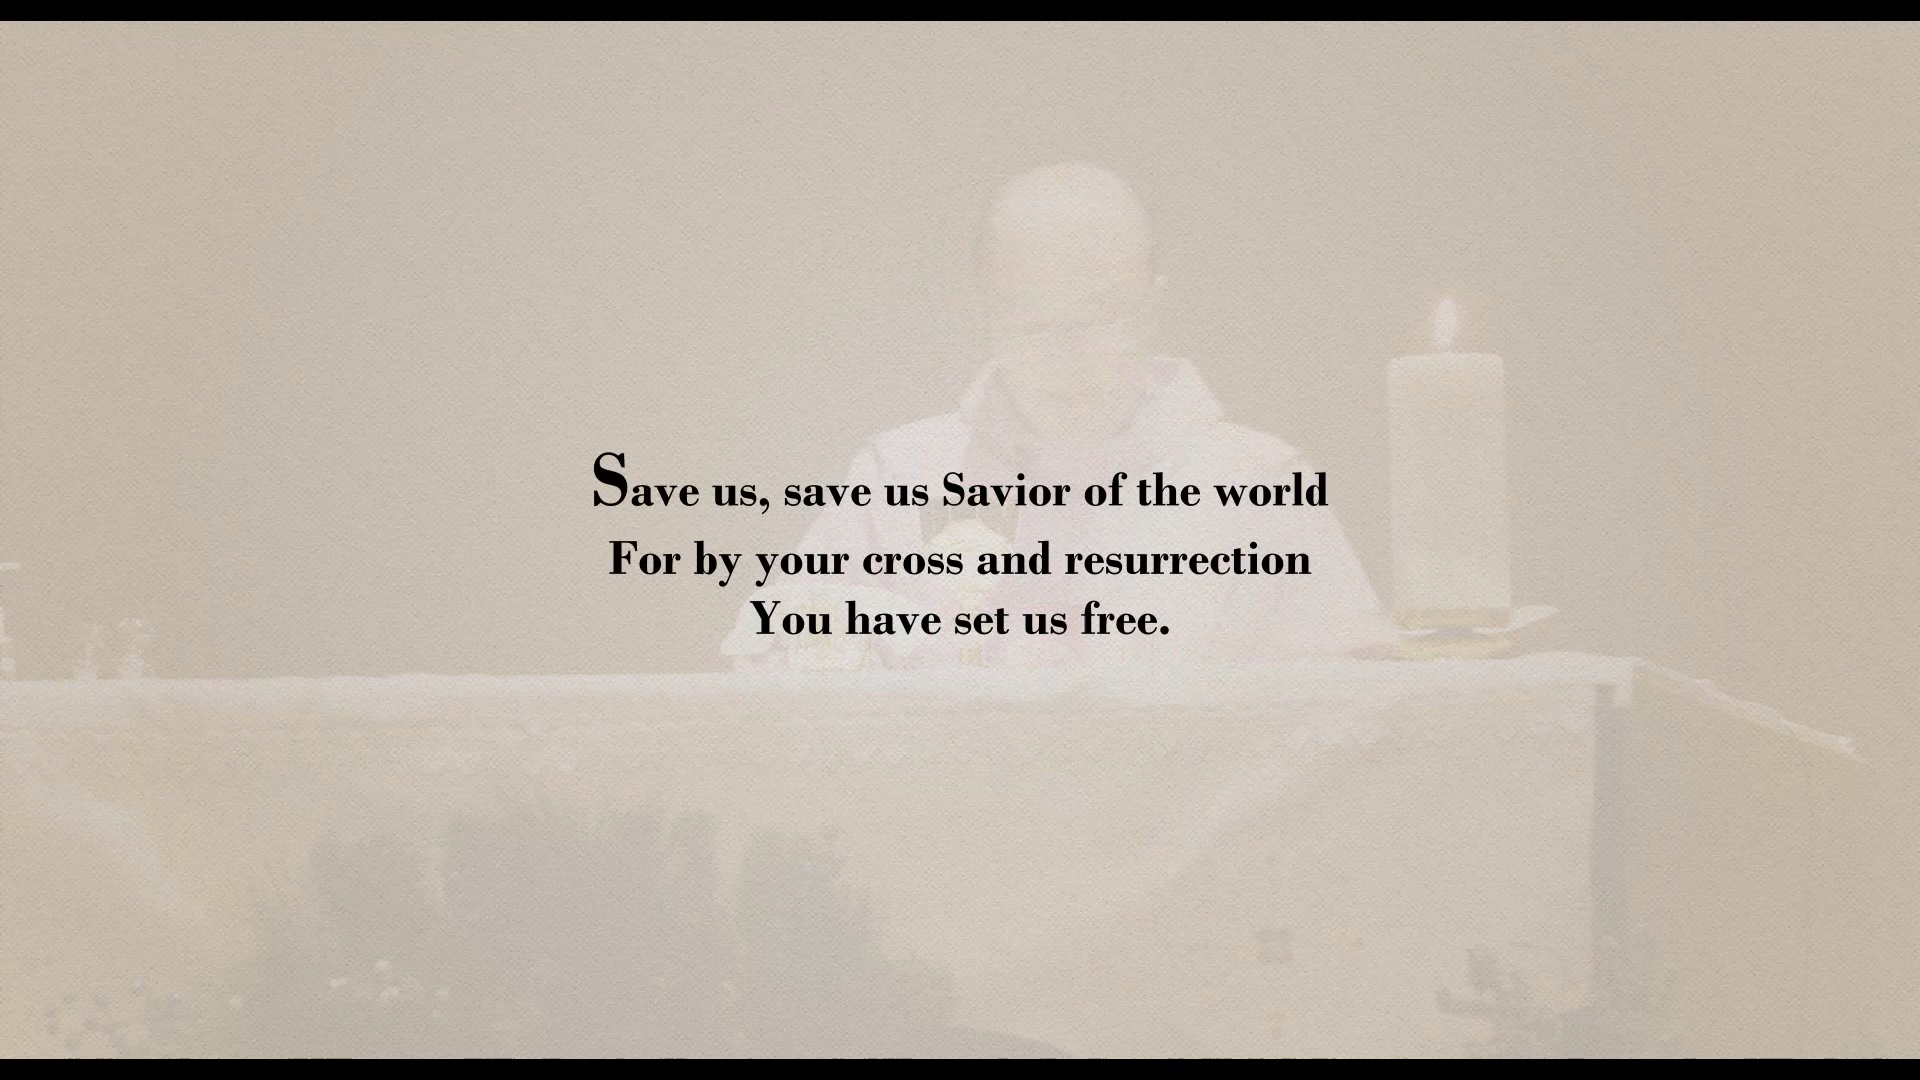 Save us, save us Savior of the world
For by your cross and resurrection
You have set us free.